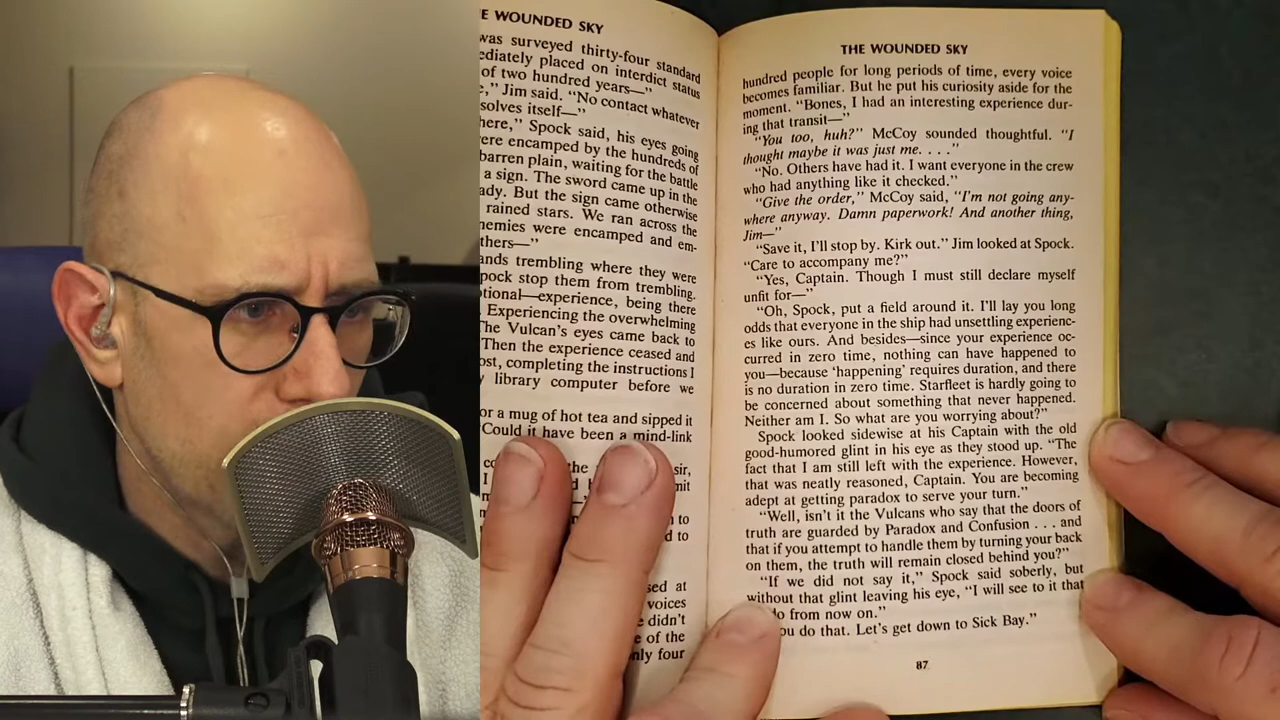 E WOUNDED SKY
was surveyed thirty-four standard
ediately placed on interdict status
of two hundred years—"
e," Jim said. "No contact whatever
solves itself—"
here," Spock said, his eyes going
ere encamped by the hundreds of
barren plain, waiting for the battle
a sign. The sword came up in the
ady. But the sign came otherwise
rained stars. We ran across the
nemies were encamped and em-
thers—"
ands trembling where they were
pock stop them from trembling.
otional—experience, being there
Experiencing the overwhelming
The Vulcan's eyes came back to
Then the experience ceased and
ost, completing the instructions I
library computer before we
or a mug of hot tea and sipped it
"Could it have been a mind-link
the sir,
I mit
to
d to
sed at
voices
e didn't
e of the
only four
THE WOUNDED SKY
hundred people for long periods of time, every voice
becomes familiar. But he put his curiosity aside for the
moment. "Bones, I had an interesting experience dur-
ing that transit—"
"You too, huh?" McCoy sounded thoughtful. "I
thought maybe it was just me. . . ."
"No. Others have had it. I want everyone in the crew
who had anything like it checked."
"Give the order," McCoy said, "I'm not going any-
where anyway. Damn paperwork! And another thing,
Jim—"
"Save it, I'll stop by. Kirk out." Jim looked at Spock.
"Care to accompany me?"
"Yes, Captain. Though I must still declare myself
unfit for—"
"Oh, Spock, put a field around it. I'll lay you long
odds that everyone in the ship had unsettling experienc-
es like ours. And besides—since your experience oc-
curred in zero time, nothing can have happened to
you—because 'happening' requires duration, and there
is no duration in zero time. Starfleet is hardly going to
be concerned about something that never happened.
Neither am I. So what are you worrying about?"
Spock looked sidewise at his Captain with the old
good-humored glint in his eye as they stood up. "The
fact that I am still left with the experience. However,
that was neatly reasoned, Captain. You are becoming
adept at getting paradox to serve your turn."
"Well, isn't it the Vulcans who say that the doors of
truth are guarded by Paradox and Confusion . . . and
that if you attempt to handle them by turning your back
on them, the truth will remain closed behind you?"
"If we did not say it," Spock said soberly, but
without that glint leaving his eye, "I will see to it that
do from now on."
ou do that. Let's get down to Sick Bay."
87